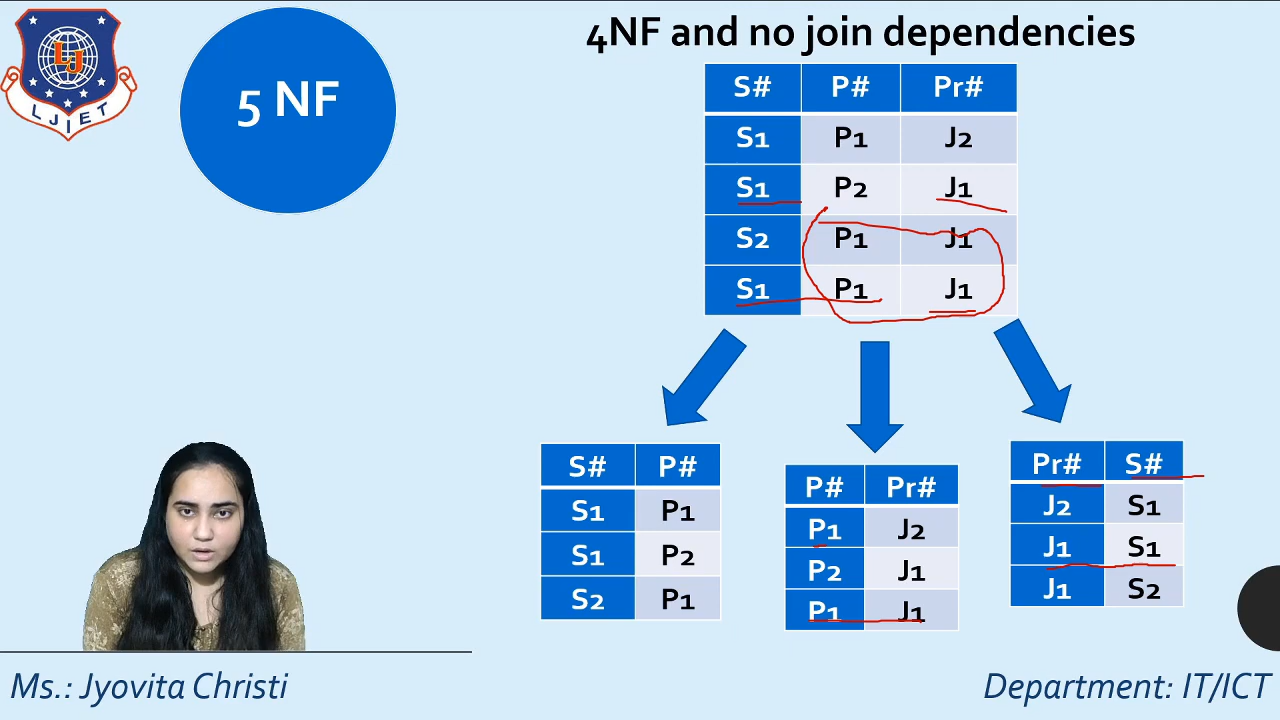 LJ
LJIET
5 NF
4NF and no join dependencies
S# P# Pr#
S1 P1 J2
S1 P2 J1
S2 P1 J1
S1 P1 J1
S# P#
S1 P1
S1 P2
S2 P1
P# Pr#
P1 J2
P2 J1
P1 J1
Pr# S#
J2 S1
J1 S1
J1 S2
Ms.: Jyovita Christi
Department: IT/ICT